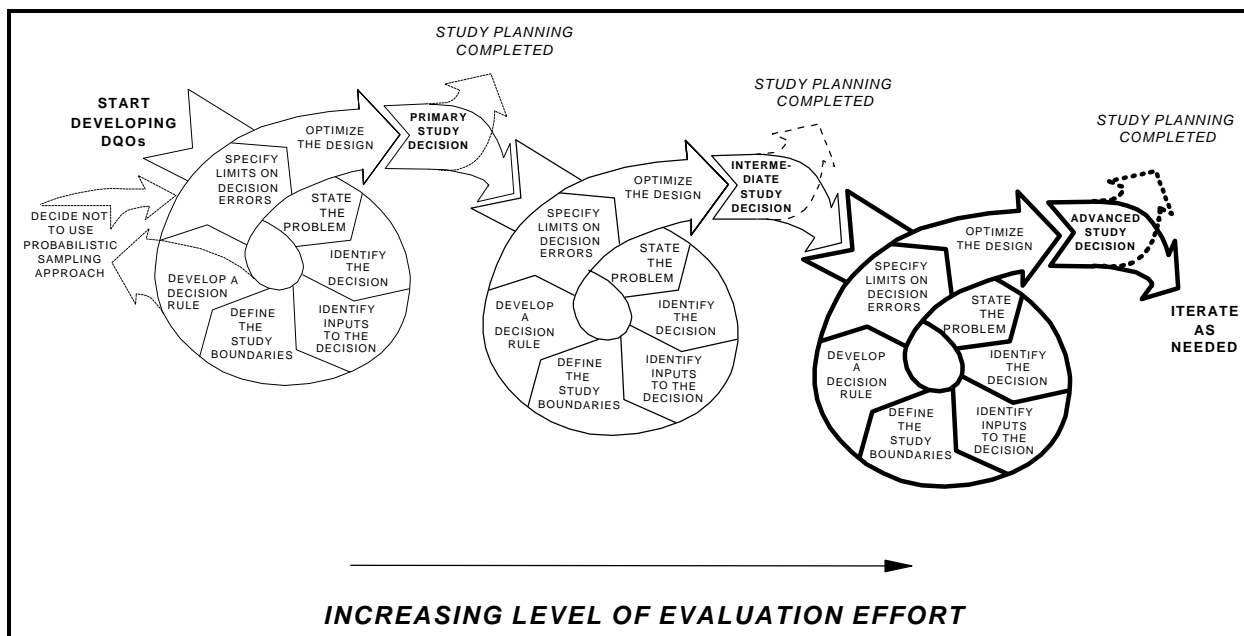 STUDY PLANNING
COMPLETED
START
DEVELOPING
DQOs
OPTIMIZE
THE DESIGN
PRIMARY
STUDY
DECISION
SPECIFY
LIMITS ON
DECISION
ERRORS
STATE
THE
PROBLEM
IDENTIFY
THE
DECISION
IDENTIFY
INPUTS
TO THE
DECISION
DEFINE
THE
STUDY
BOUNDARIES
DEVELOP A
DECISION
RULE
DECIDE NOT
TO USE
PROBABILISTIC
SAMPLING
APPROACH
STUDY PLANNING
COMPLETED
OPTIMIZE
THE DESIGN
INTERME-
DIATE STUDY
DECISION
SPECIFY
LIMITS ON
DECISION
ERRORS
STATE
THE
PROBLEM
IDENTIFY
THE
DECISION
IDENTIFY
INPUTS
TO THE
DECISION
DEFINE
THE
STUDY
BOUNDARIES
DEVELOP
A
DECISION
RULE
STUDY PLANNING
COMPLETED
OPTIMIZE
THE DESIGN
ADVANCED
STUDY
DECISION
SPECIFY
LIMITS ON
DECISION
ERRORS
STATE
THE
PROBLEM
IDENTIFY
THE
DECISION
IDENTIFY
INPUTS
TO THE
DECISION
DEFINE
THE
STUDY
BOUNDARIES
DEVELOP
A
DECISION
RULE
ITERATE
AS
NEEDED
INCREASING LEVEL OF EVALUATION EFFORT